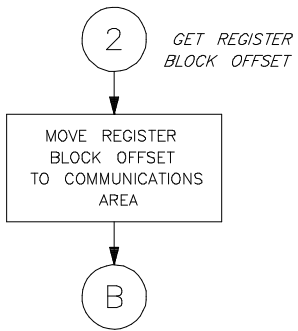 2
GET REGISTER
BLOCK OFFSET
MOVE REGISTER
BLOCK OFFSET
TO COMMUNICATIONS
AREA
B